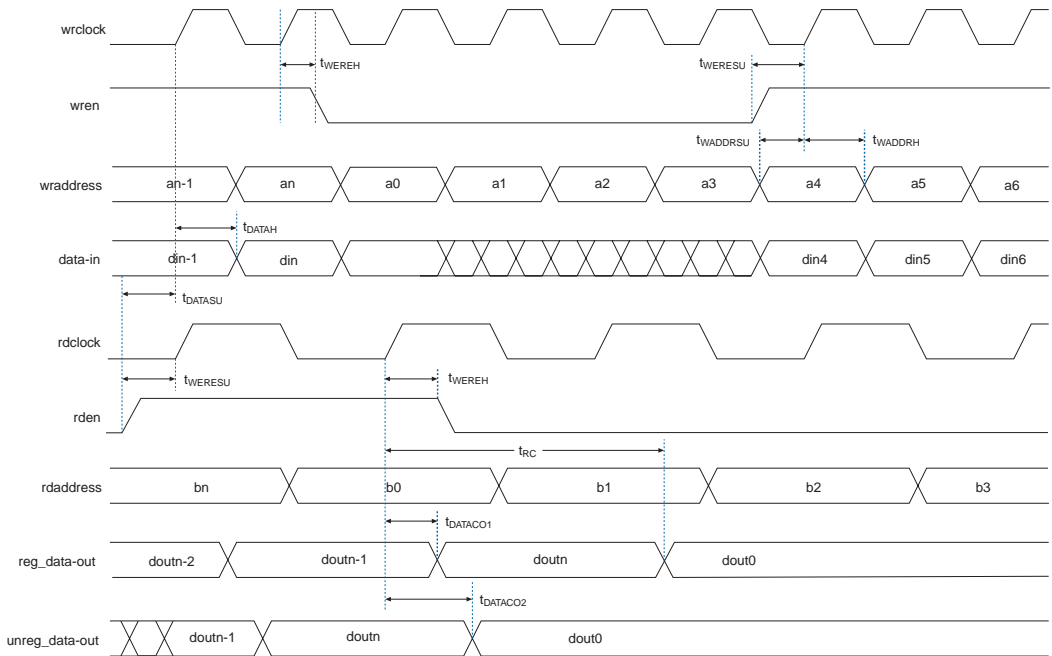 wrclock
tWEREH
tWERESU
wren
tWADDRSU
tWADDRH
wraddress an-1 an a0 a1 a2 a3 a4 a5 a6
tDATAH
data-in din-1 din din4 din5 din6
tDATASU
rdclock
tWERESU
tWEREH
rden
tRC
rdaddress bn b0 b1 b2 b3
tDATACO1
reg_data-out doutn-2 doutn-1 doutn dout0
tDATACO2
unreg_data-out doutn-1 doutn dout0